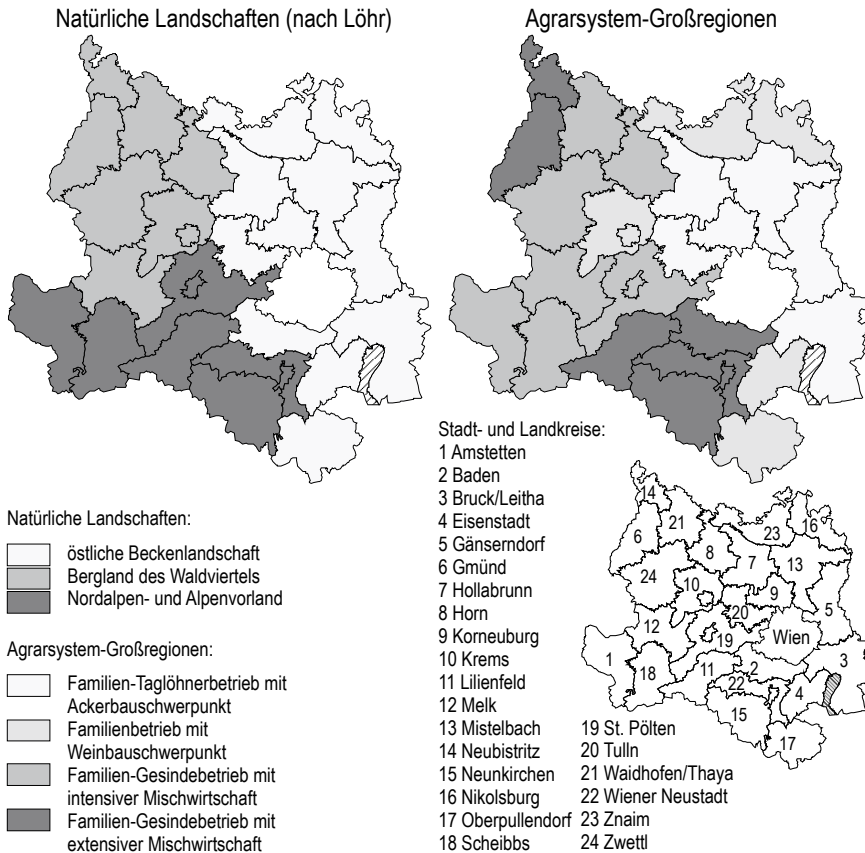 Natürliche Landschaften (nach Löhr)
Agrarsystem-Großregionen
Natürliche Landschaften:
östliche Beckenlandschaft
Bergland des Waldviertels
Nordalpen- und Alpenvorland
Agrarsystem-Großregionen:
Familien-Taglöhnerbetrieb mit
Ackerbauschwerpunkt
Familienbetrieb mit
Weinbauschwerpunkt
Familien-Gesindebetrieb mit
intensiver Mischwirtschaft
Familien-Gesindebetrieb mit
extensiver Mischwirtschaft
Stadt- und Landkreise:
1 Amstetten
2 Baden
3 Bruck/Leitha
4 Eisenstadt
5 Gänserndorf
6 Gmünd
7 Hollabrunn
8 Horn
9 Korneuburg
10 Krems
11 Lilienfeld
12 Melk
13 Mistelbach
14 Neubistritz
15 Neunkirchen
16 Nikolsburg
17 Oberpullendorf
18 Scheibbs
19 St. Pölten
20 Tulln
21 Waidhofen/Thaya
22 Wiener Neustadt
23 Znaim
24 Zwettl
14
21
23
16
6
8
7
13
24
10
9
5
20
12
19
Wien
1
18
11
2
3
22
4
15
17